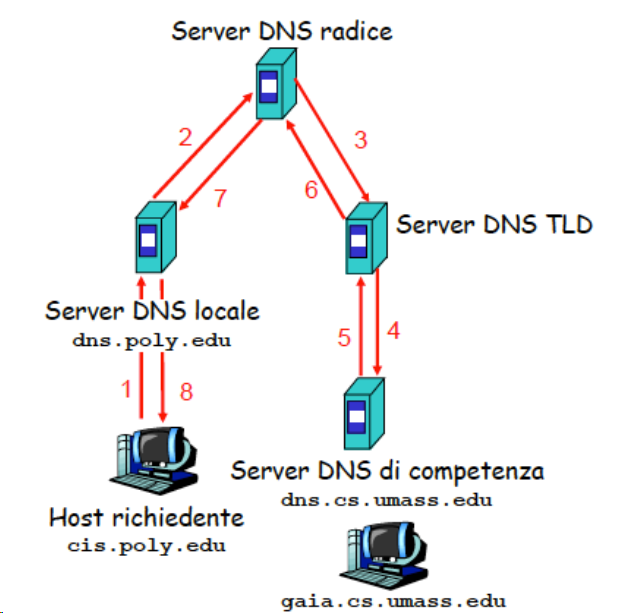 Server DNS radice
2
3
7
6
Server DNS TLD
Server DNS locale
dns.poly.edu
5
4
1
8
Server DNS di competenza
dns.cs.umass.edu
Host richiedente
cis.poly.edu
gaia.cs.umass.edu